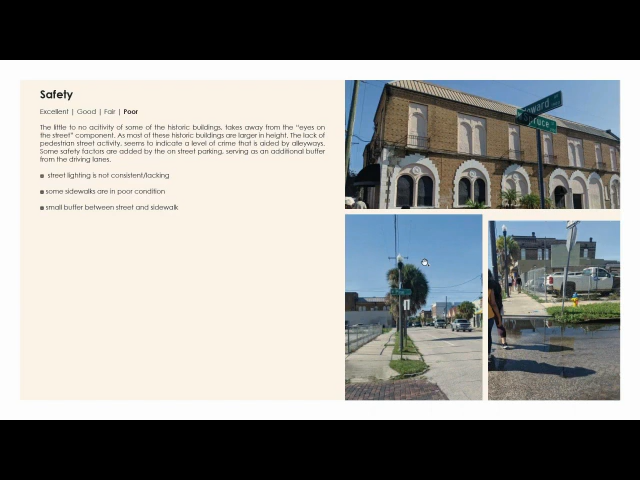 Safety
Excellent | Good | Fair | Poor
The little to no activity of some of the historic buildings, takes away from the "eyes on
the street" component. As most of these historic buildings are larger in height. The lack of
pedestrian street activity, seems to indicate a level of crime that is aided by alleyways.
Some safety factors are added by the on street parking, serving as an additional buffer
from the driving lanes.
street lighting is not consistent/lacking
some sidewalks are in poor condition
small buffer between street and sidewalk
Howard
Spruce